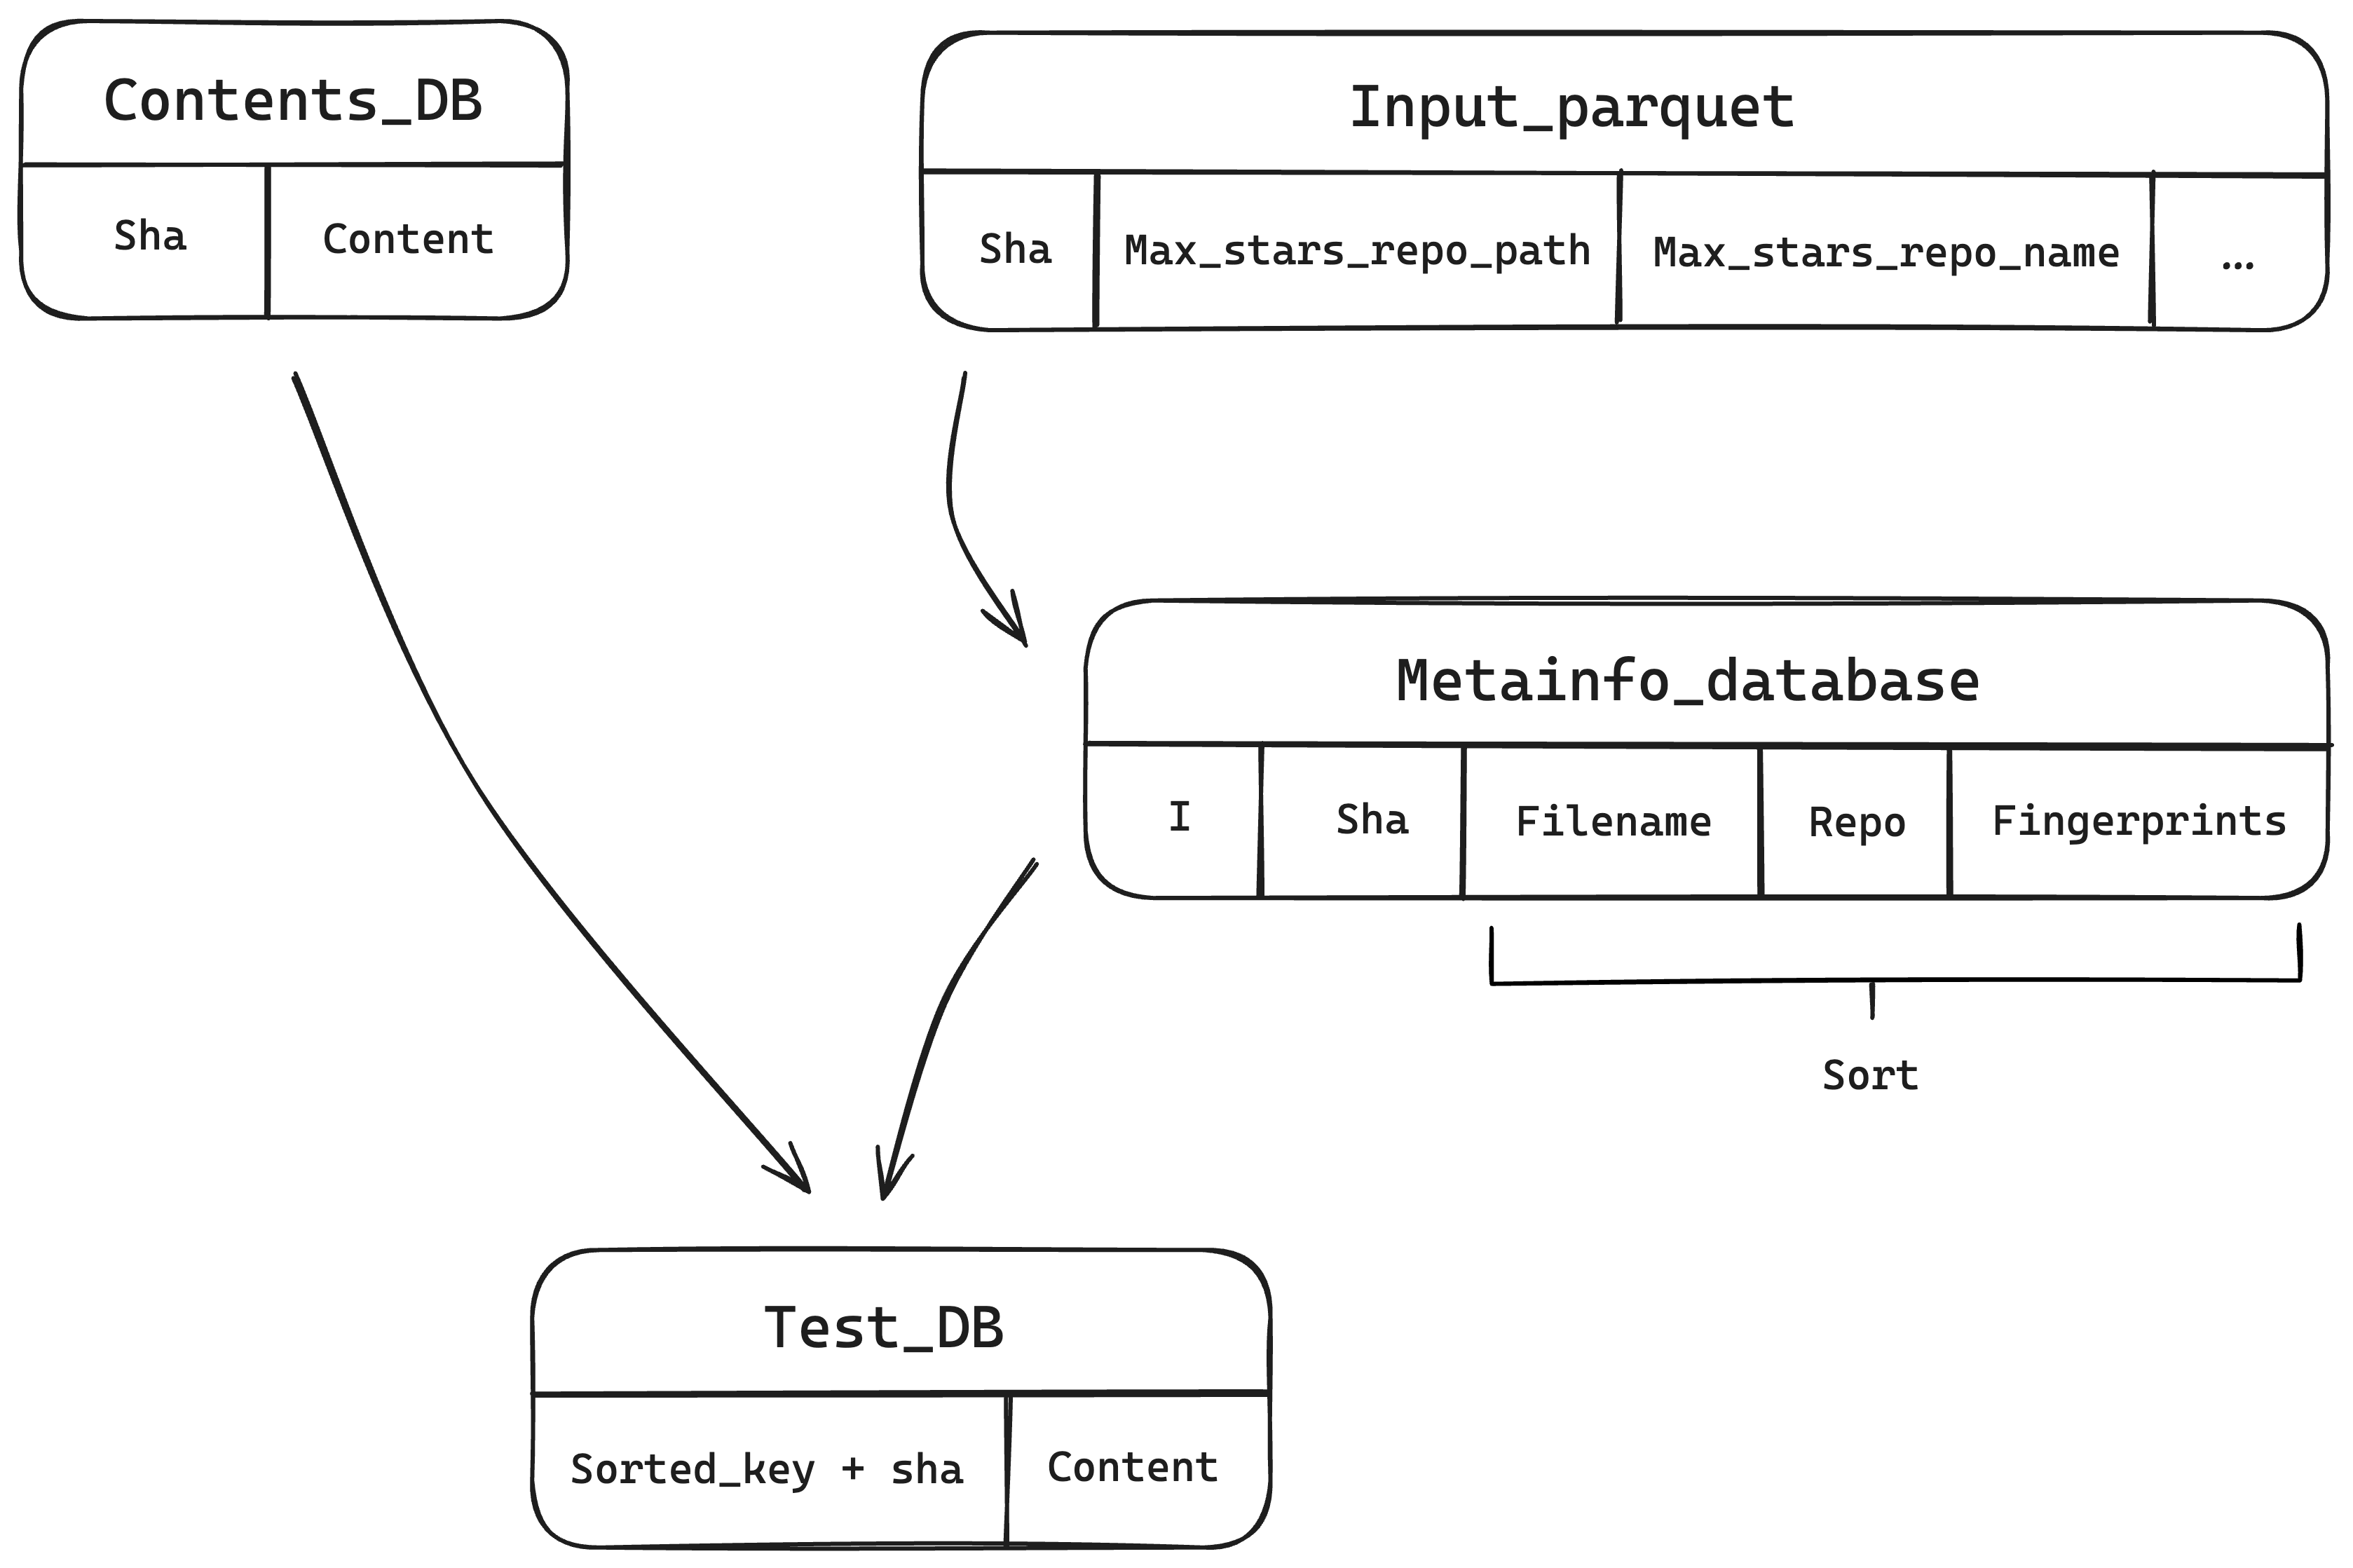 Contents_DB
Sha
Content
Input_parquet
Sha
Max_stars_repo_path
Max_stars_repo_name
...
Metainfo_database
I
Sha
Filename
Repo
Fingerprints
Sort
Test_DB
Sorted_key + sha
Content